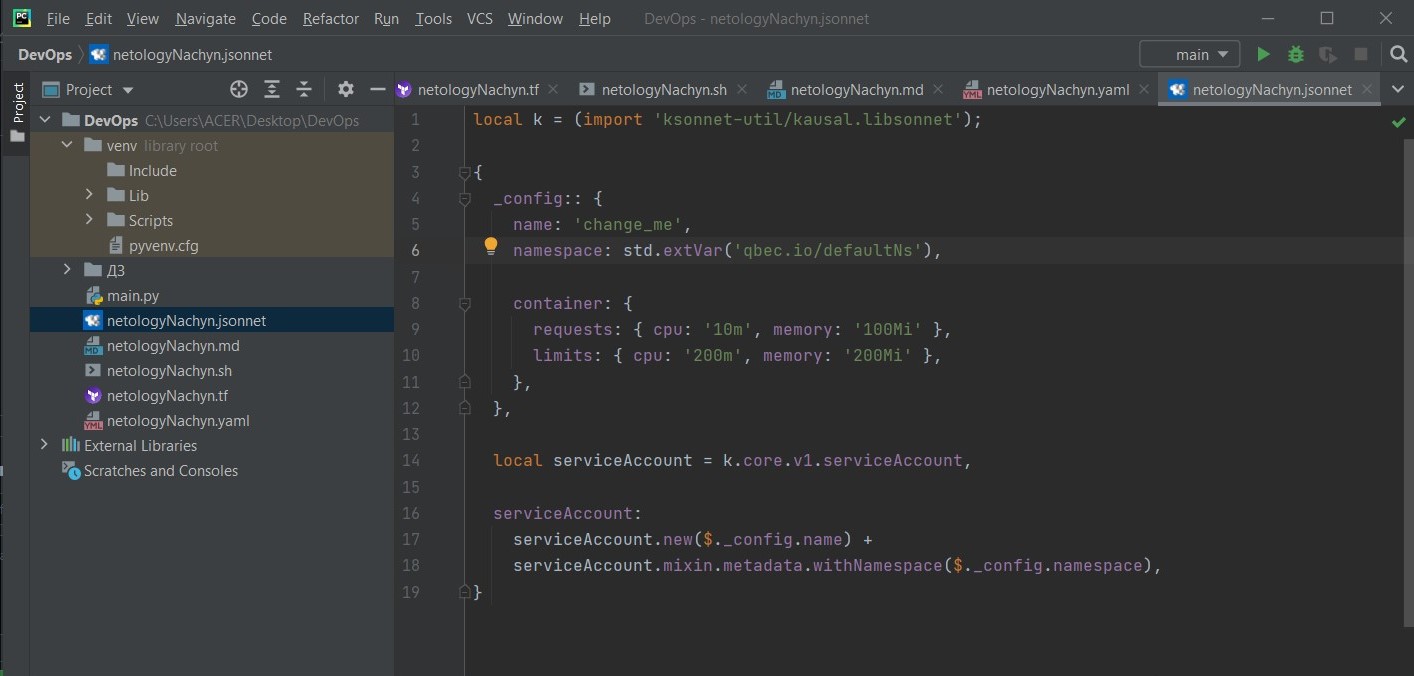 File Edit View Navigate Code Refactor Run Tools VCS Window Help DevOps - netologyNachyn.jsonnet
DevOps netologyNachyn.jsonnet main
Project
Project
netologyNachyn.tf netologyNachyn.sh netologyNachyn.md netologyNachyn.yaml netologyNachyn.jsonnet
DevOps C:\Users\ACER\Desktop\DevOps
venv library root
Include
Lib
Scripts
pyvenv.cfg
ДЗ
main.py
netologyNachyn.jsonnet
netologyNachyn.md
netologyNachyn.sh
netologyNachyn.tf
netologyNachyn.yaml
External Libraries
Scratches and Consoles
1 local k = (import 'ksonnet-util/kausal.libsonnet');
2
3 {
4 _config:: {
5 name: 'change_me',
6 namespace: std.extVar('qbec.io/defaultNs'),
7
8 container: {
9 requests: { cpu: '10m', memory: '100Mi' },
10 limits: { cpu: '200m', memory: '200Mi' },
11 },
12 },
13
14 local serviceAccount = k.core.v1.serviceAccount,
15
16 serviceAccount:
17 serviceAccount.new($._config.name) +
18 serviceAccount.mixin.metadata.withNamespace($._config.namespace),
19 }